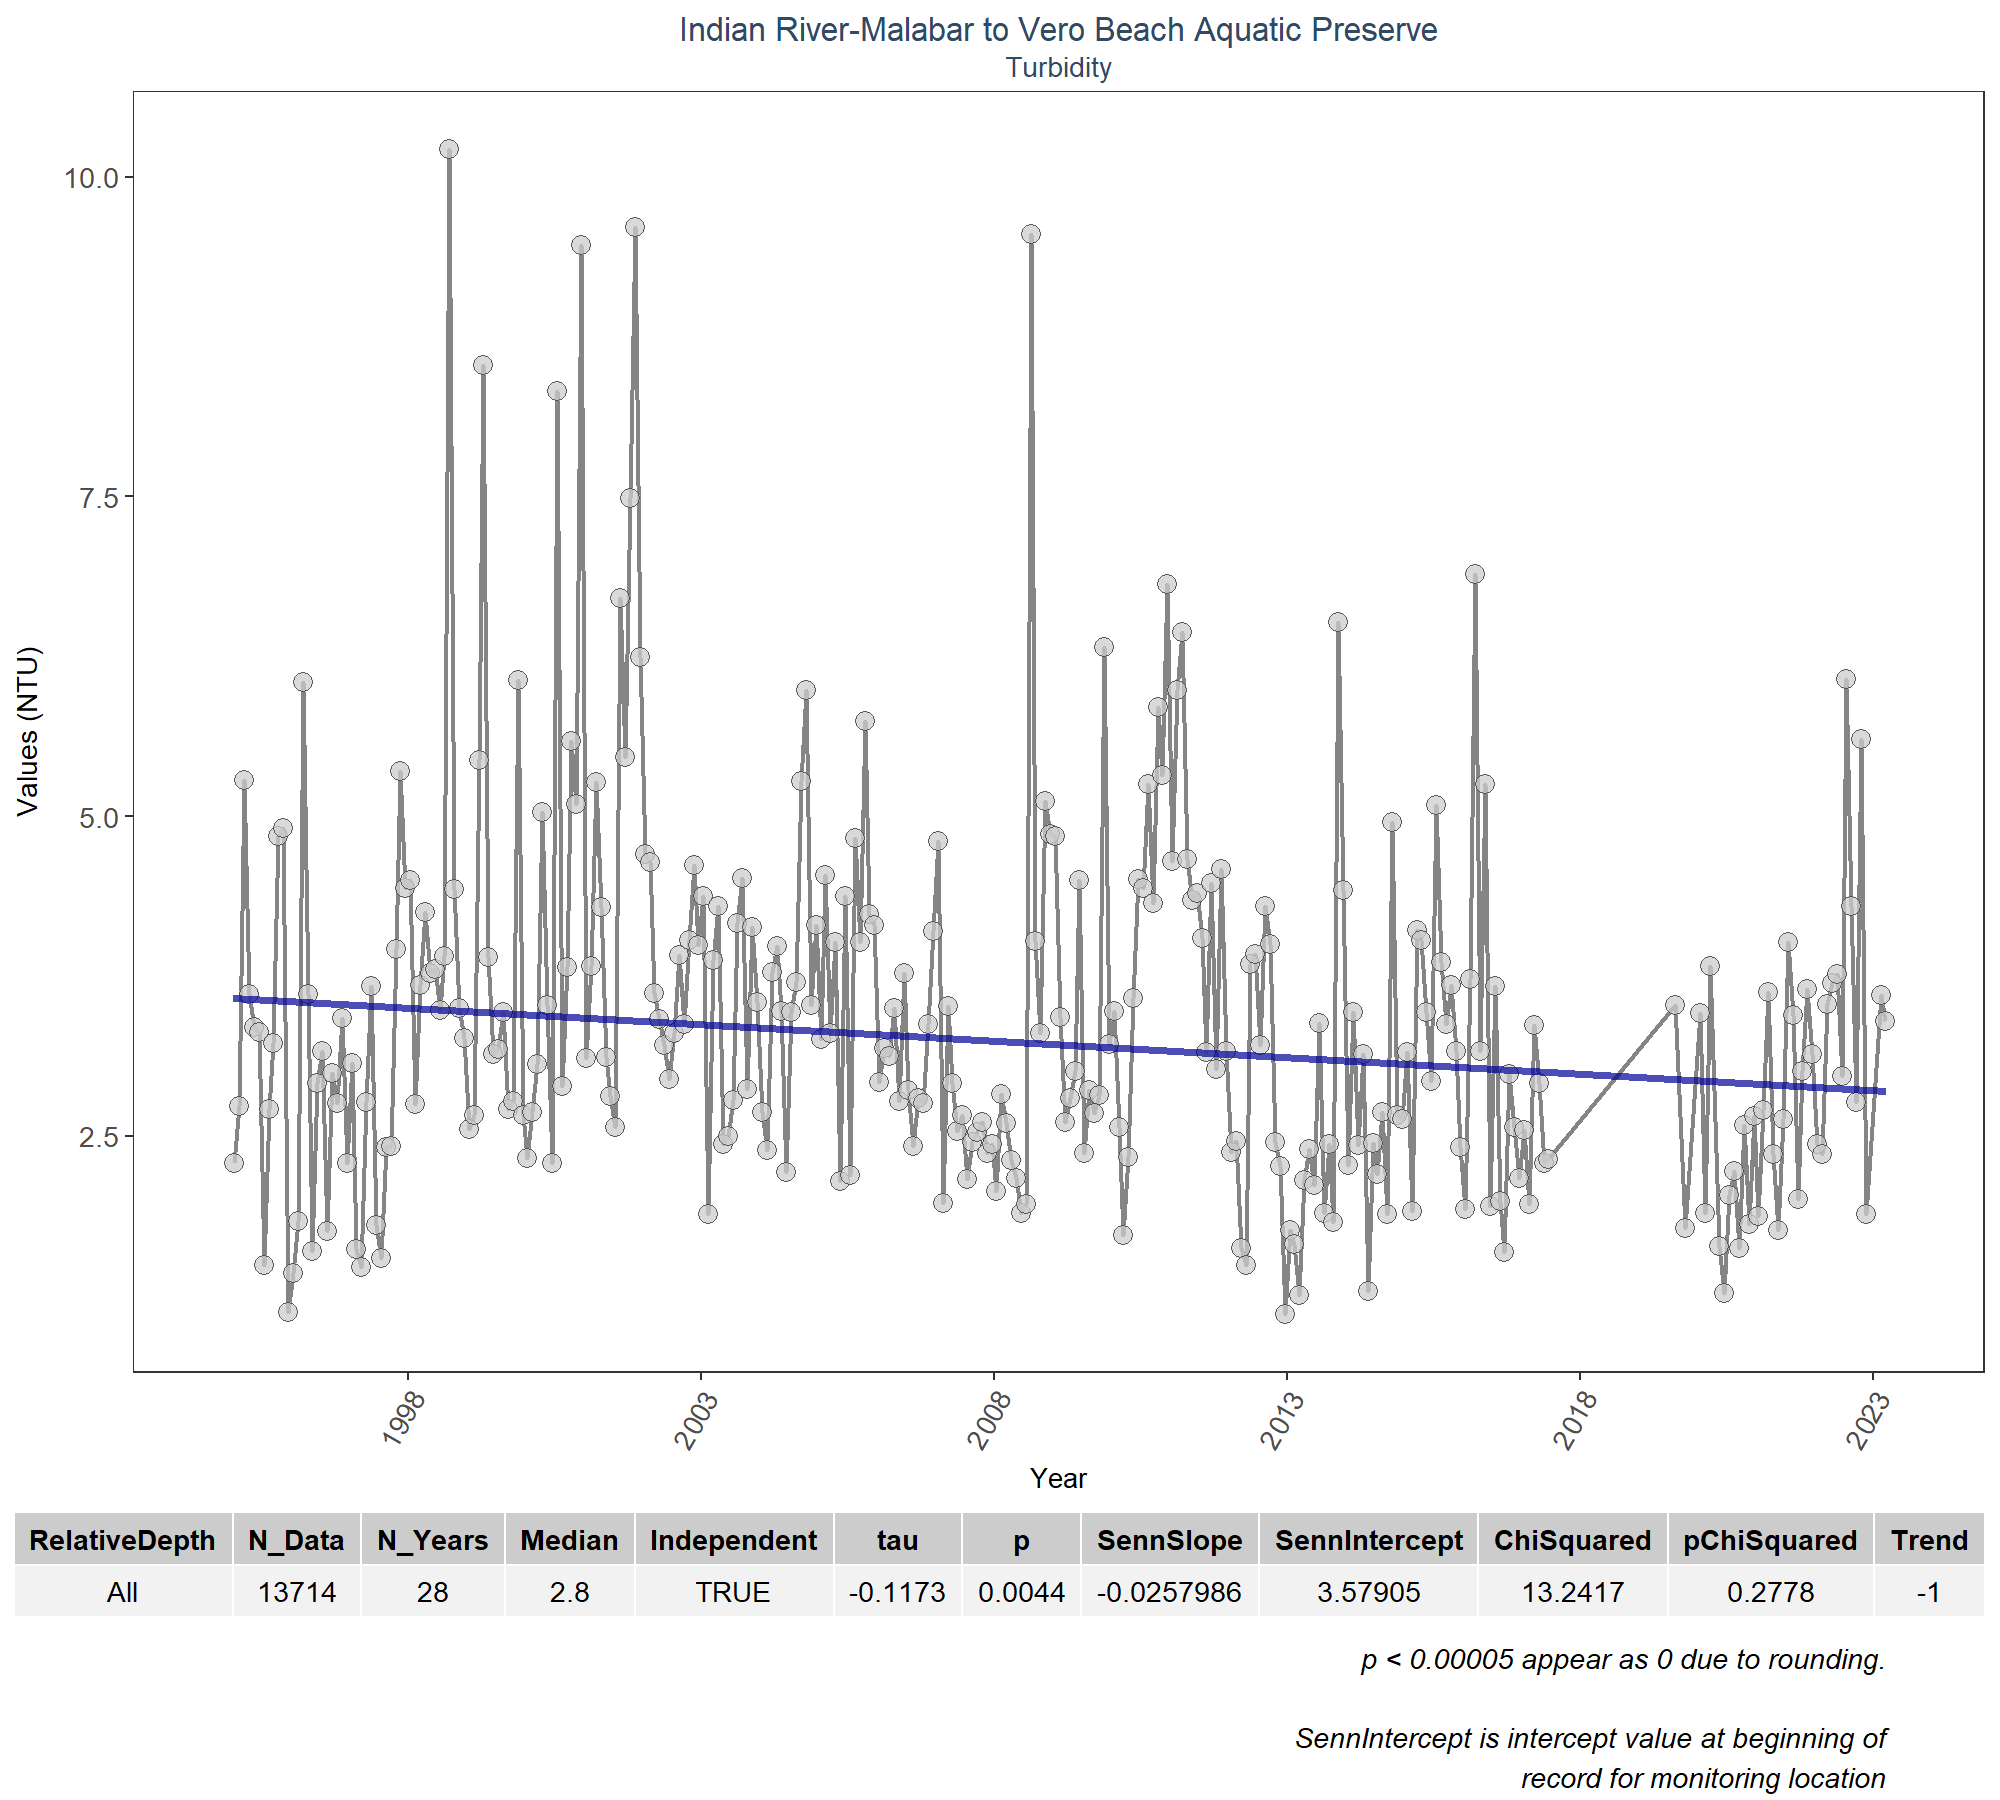 Indian River-Malabar to Vero Beach Aquatic Preserve
Turbidity
10.0
7.5
5.0
2.5
Values (NTU)
1998
2003
2008
2013
2018
2023
Year
RelativeDepth N_Data N_Years Median Independent tau p SennSlope SennIntercept ChiSquared pChiSquared Trend
All 13714 28 2.8 TRUE -0.1173 0.0044 -0.0257986 3.57905 13.2417 0.2778 -1
p < 0.00005 appear as 0 due to rounding.
SennIntercept is intercept value at beginning of
record for monitoring location